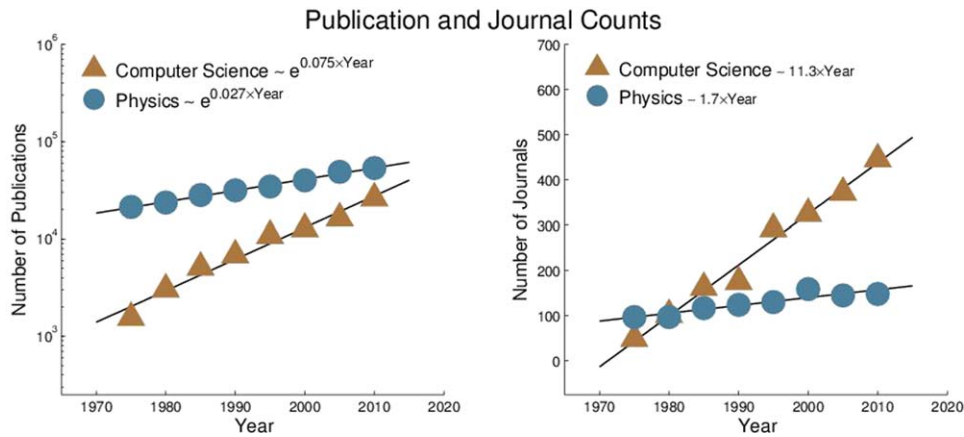 Publication and Journal Counts
10^6
10^5
10^4
10^3
Number of Publications
Computer Science ~ e^0.075×Year
Physics ~ e^0.027×Year
1970 1980 1990 2000 2010 2020
Year
700
600
500
400
300
200
100
0
Number of Journals
Computer Science ~ 11.3×Year
Physics ~ 1.7×Year
1970 1980 1990 2000 2010 2020
Year